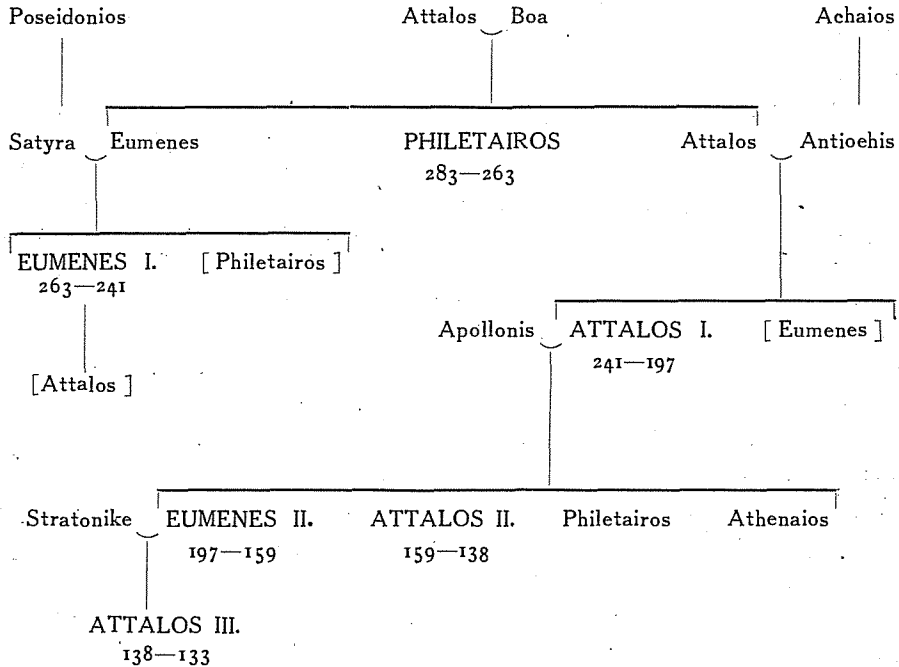 Poseidonios Attalos Boa Achaios
Satyra Eumenes PHILETAIROS Attalos Antioehis
283—263
EUMENES I. [Philetairos]
263—241
Apollonis ATTALOS I. [Eumenes]
241—197
[Attalos]
Stratonike EUMENES II. ATTALOS II. Philetairos Athenaios
197—159 159—138
ATTALOS III.
138—133